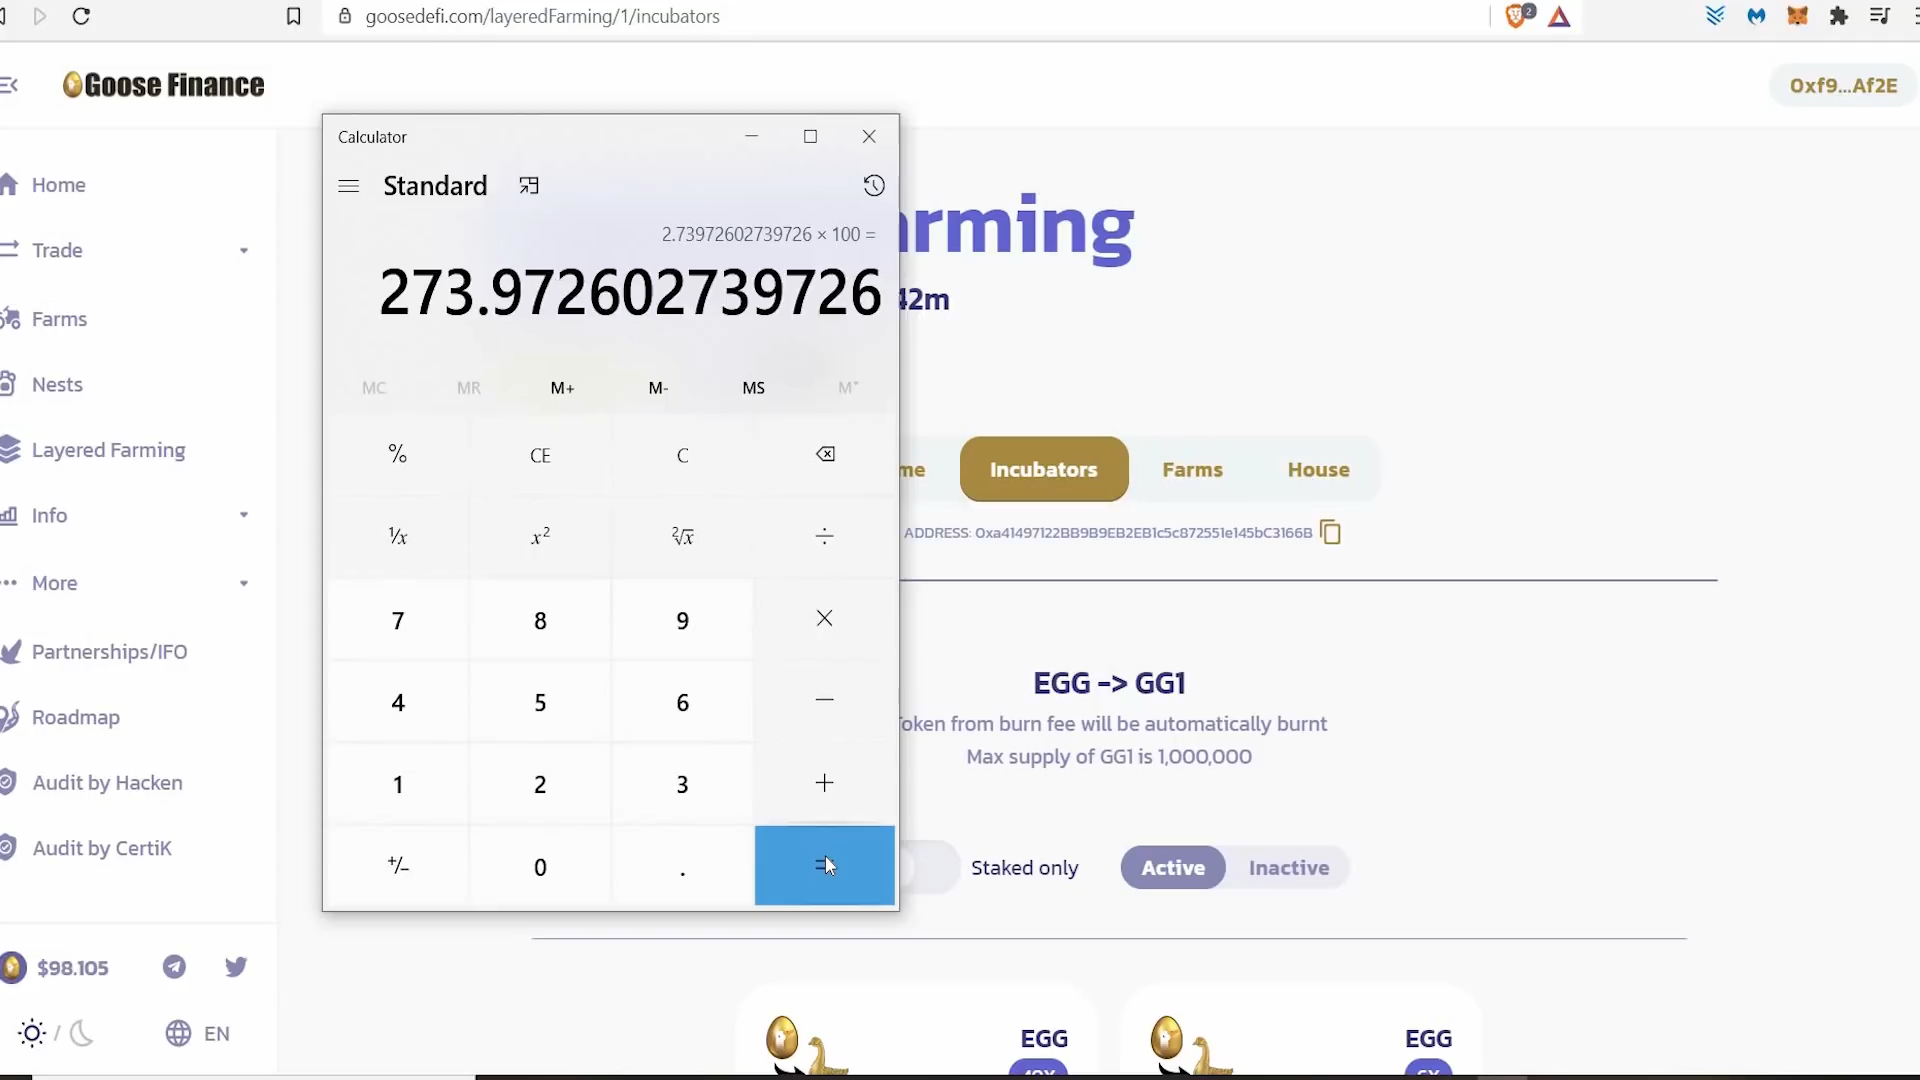 goosedefi.com/layeredFarming/1/incubators
2
Goose Finance
0xf9...Af2E
Home
Trade
Farms
Nests
Layered Farming
Info
More
Partnerships/IFO
Roadmap
Audit by Hacken
Audit by CertiK
$98.105
/
EN
Calculator
Standard
2.73972602739726 × 100 =
273.972602739726
MC MR M+ M- MS M˅
% CE C
¹/x x² ²√x ÷
7 8 9 ×
4 5 6 −
1 2 3 +
+/− 0 . =
arming
42m
me Incubators Farms House
ADDRESS: 0xa41497122BB9B9EB2EB1c5c872551e145bC3166B
EGG -> GG1
Token from burn fee will be automatically burnt
Max supply of GG1 is 1,000,000
Staked only Active Inactive
EGG EGG